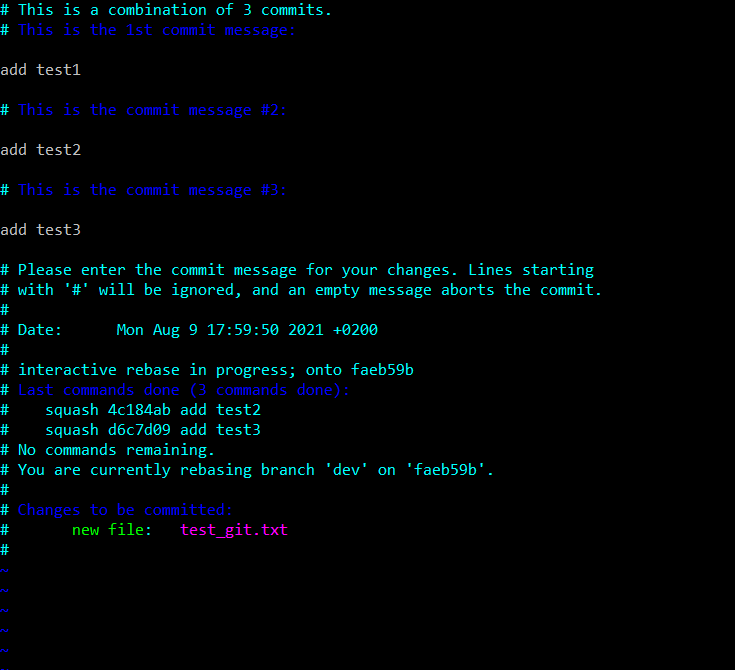 # This is a combination of 3 commits.
# This is the 1st commit message:

add test1

# This is the commit message #2:

add test2

# This is the commit message #3:

add test3

# Please enter the commit message for your changes. Lines starting
# with '#' will be ignored, and an empty message aborts the commit.
#
# Date:      Mon Aug 9 17:59:50 2021 +0200
#
# interactive rebase in progress; onto faeb59b
# Last commands done (3 commands done):
#    squash 4c184ab add test2
#    squash d6c7d09 add test3
# No commands remaining.
# You are currently rebasing branch 'dev' on 'faeb59b'.
#
# Changes to be committed:
#       new file:   test_git.txt
#
~
~
~
~
~